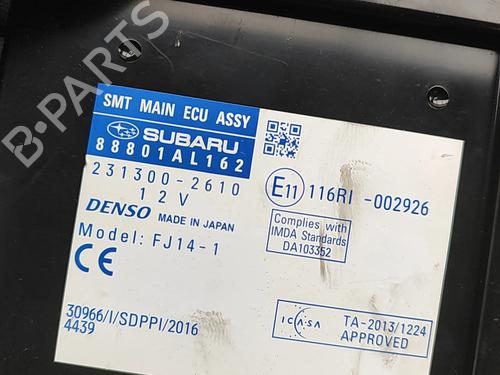 SMT MAIN ECU ASSY
SUBARU
88801AL162
231300-2610
12V
DENSO MADE IN JAPAN
Model: FJ14-1
CE
30966/I/SDPPI/2016
4439
E11 116RI-002926
Complies with
IMDA Standards
DA103352
ICASA
TA-2013/1224
APPROVED